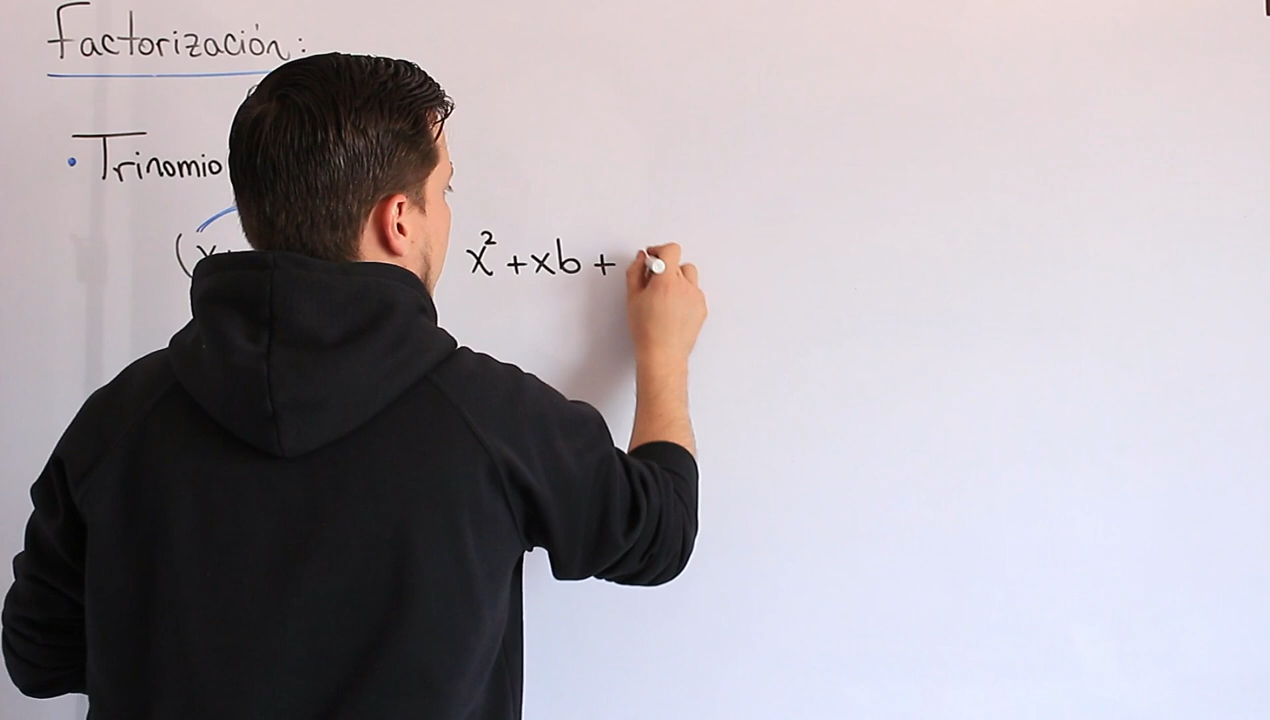 Factorización:
• Trinomio
(x+ x²+xb+